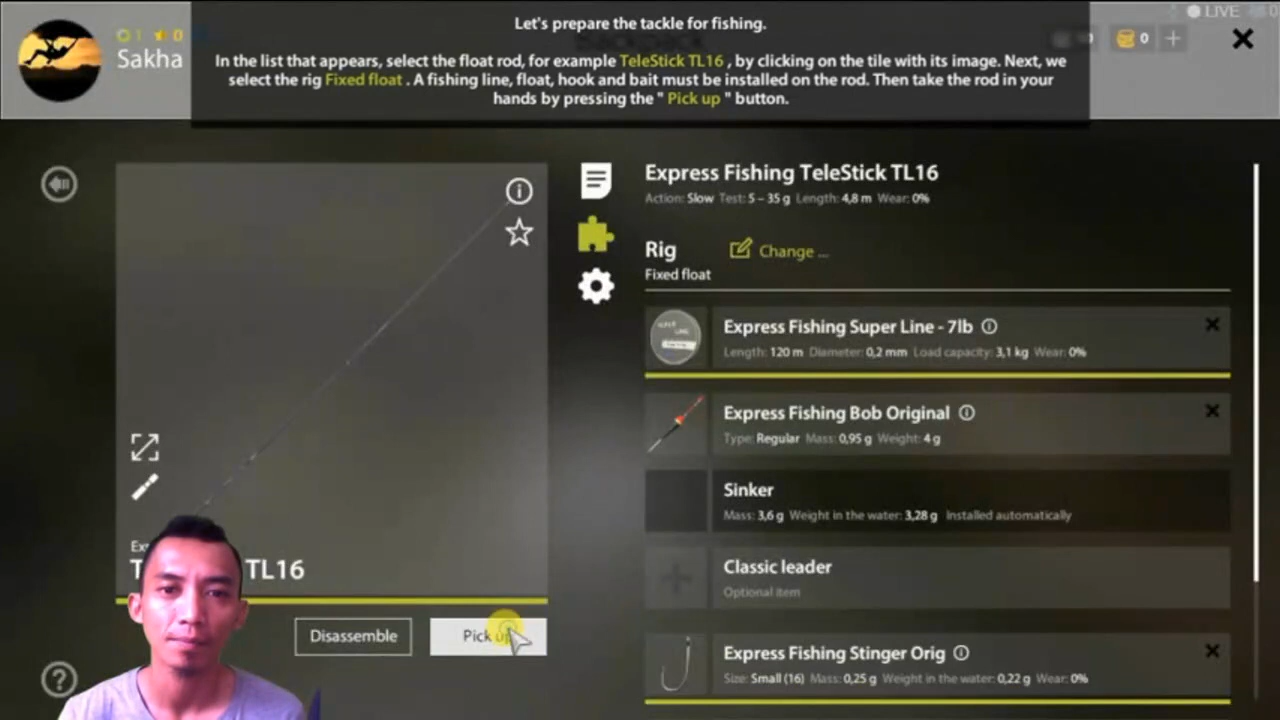 Let's prepare the tackle for fishing.
LIVE
1 0
0
Sakha
In the list that appears, select the float rod, for example TeleStick TL16 , by clicking on the tile with its image. Next, we
select the rig Fixed float . A fishing line, float, hook and bait must be installed on the rod. Then take the rod in your
hands by pressing the " Pick up " button.
Express Fishing TeleStick TL16
Action: Slow Test: 5 – 35 g Length: 4,8 m Wear: 0%
Rig
Change ...
Fixed float
Express Fishing Super Line - 7lb
Length: 120 m Diameter: 0,2 mm Load capacity: 3,1 kg Wear: 0%
Express Fishing Bob Original
Type: Regular Mass: 0,95 g Weight: 4 g
Sinker
Mass: 3,6 g Weight in the water: 3,28 g Installed automatically
Classic leader
Optional item
Express Fishing Stinger Orig
Size: Small (16) Mass: 0,25 g Weight in the water: 0,22 g Wear: 0%
TL16
Disassemble
Pick up